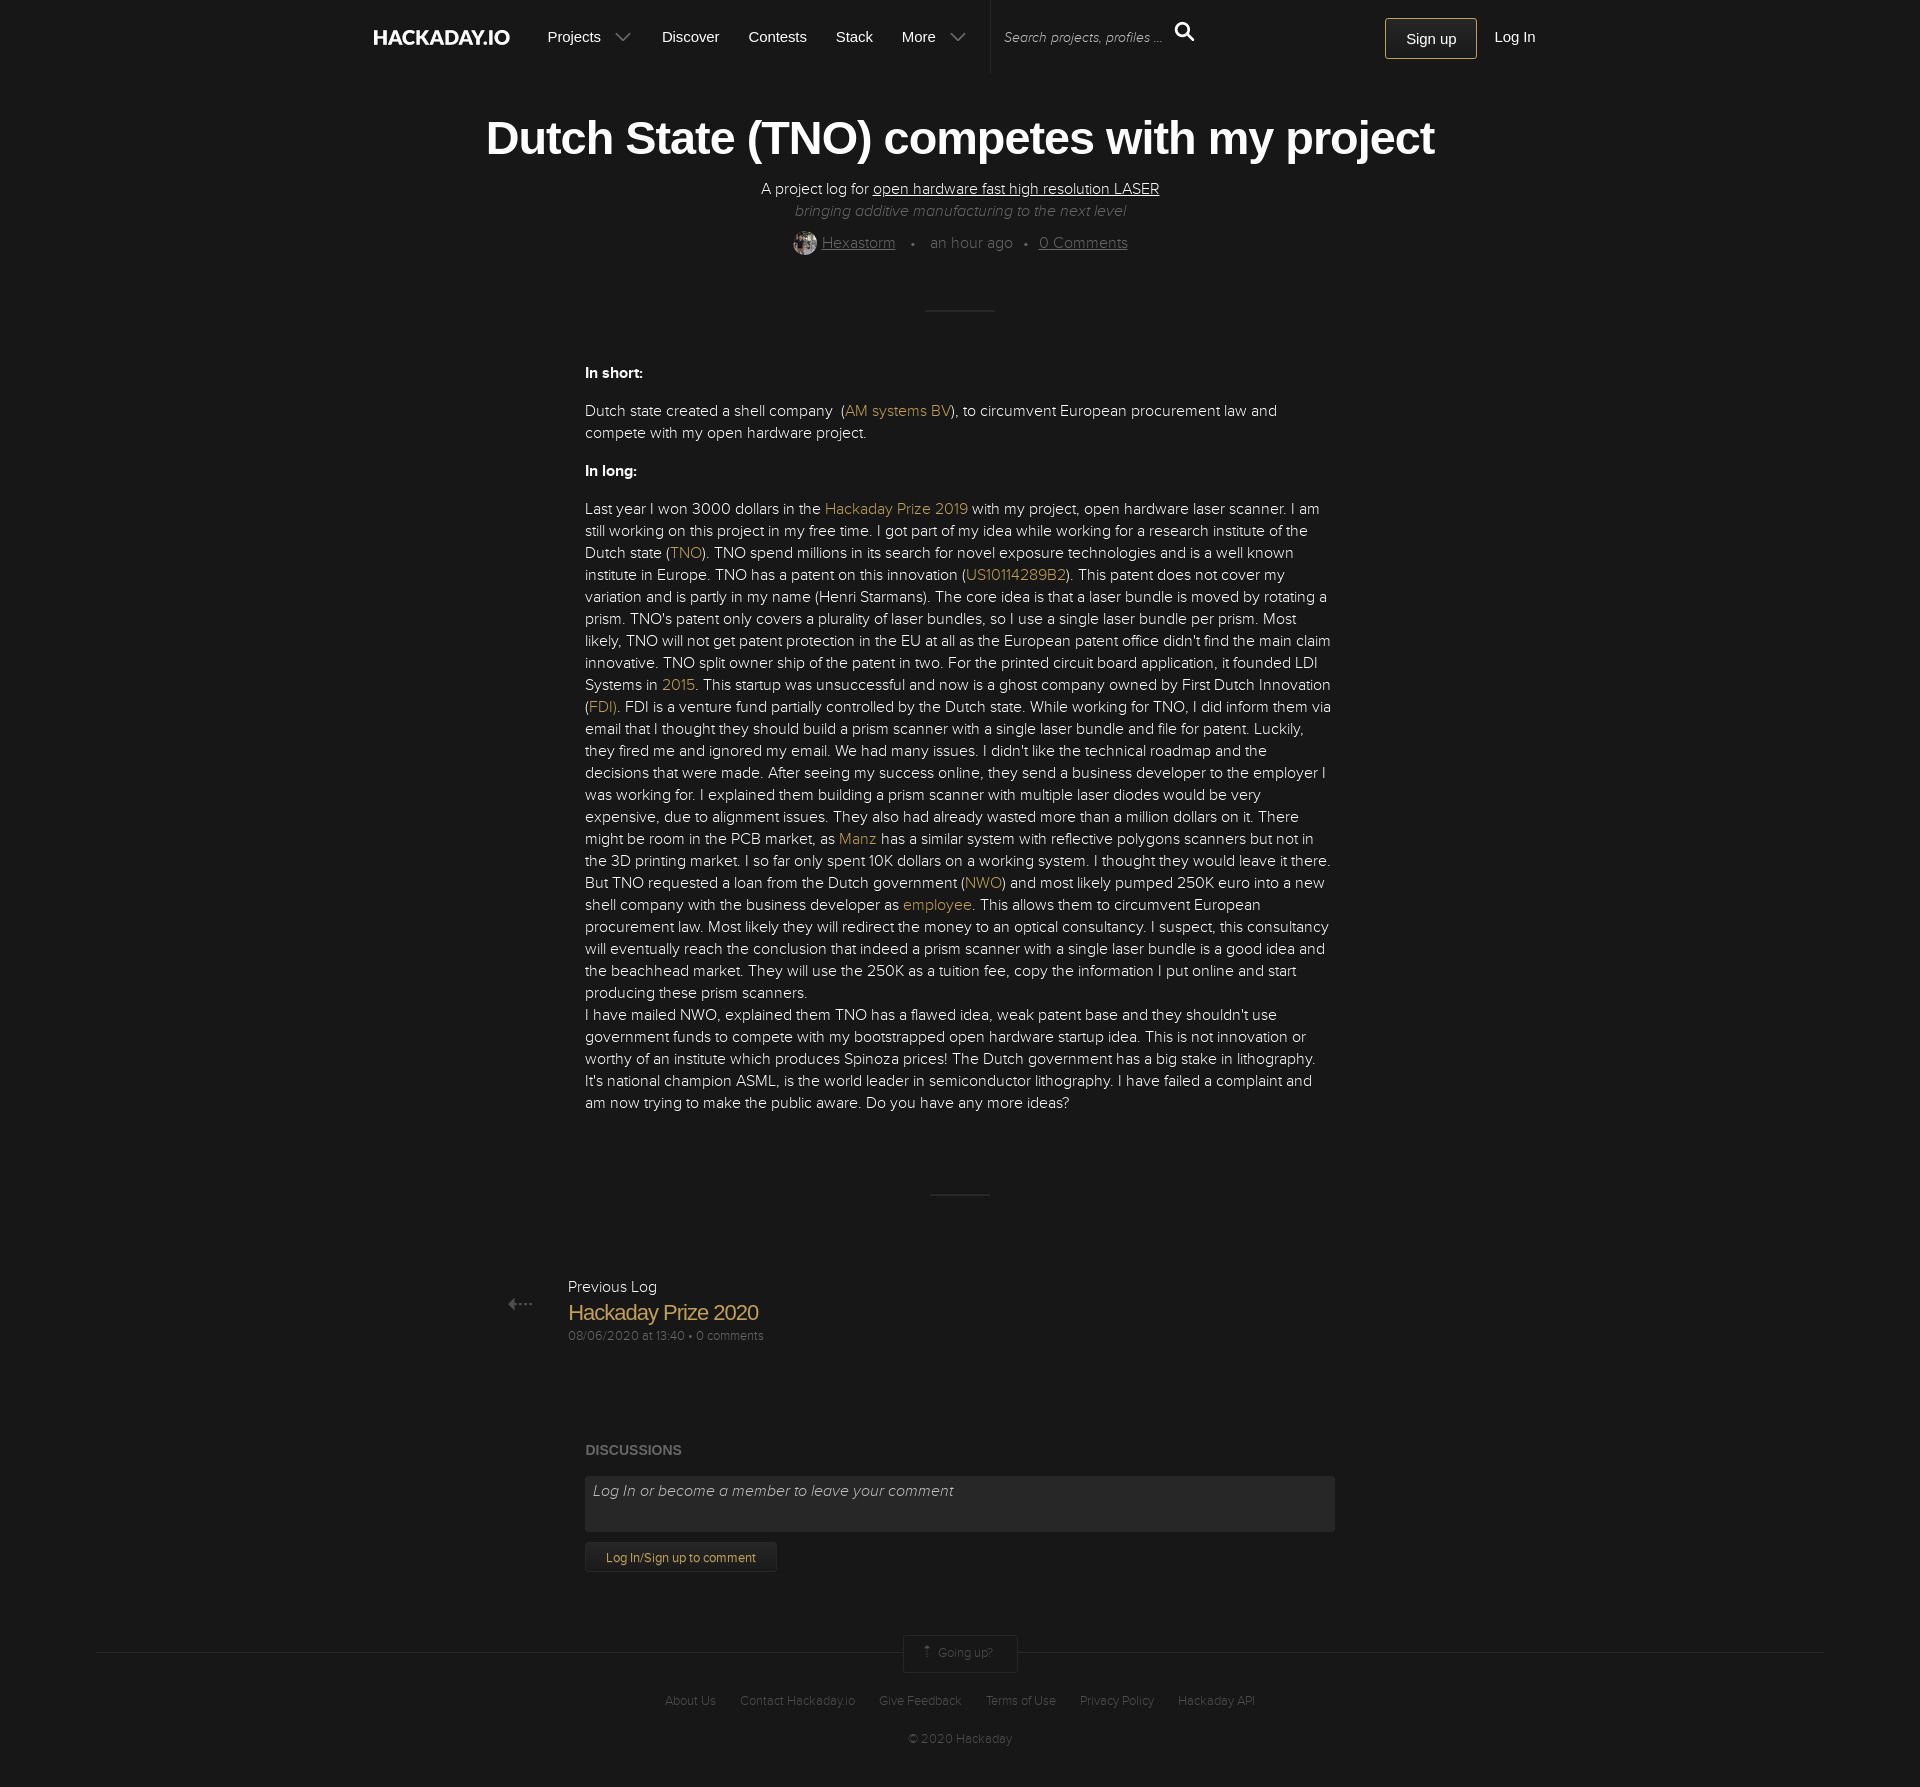 HACKADAY.IO Projects Discover Contests Stack More Search projects, profiles ... Sign up Log In
Dutch State (TNO) competes with my project
A project log for open hardware fast high resolution LASER
bringing additive manufacturing to the next level
Hexastorm • an hour ago • 0 Comments
In short:
Dutch state created a shell company (AM systems BV), to circumvent European procurement law and
compete with my open hardware project.
In long:
Last year I won 3000 dollars in the Hackaday Prize 2019 with my project, open hardware laser scanner. I am
still working on this project in my free time. I got part of my idea while working for a research institute of the
Dutch state (TNO). TNO spend millions in its search for novel exposure technologies and is a well known
institute in Europe. TNO has a patent on this innovation (US10114289B2). This patent does not cover my
variation and is partly in my name (Henri Starmans). The core idea is that a laser bundle is moved by rotating a
prism. TNO's patent only covers a plurality of laser bundles, so I use a single laser bundle per prism. Most
likely, TNO will not get patent protection in the EU at all as the European patent office didn't find the main claim
innovative. TNO split owner ship of the patent in two. For the printed circuit board application, it founded LDI
Systems in 2015. This startup was unsuccessful and now is a ghost company owned by First Dutch Innovation
(FDI). FDI is a venture fund partially controlled by the Dutch state. While working for TNO, I did inform them via
email that I thought they should build a prism scanner with a single laser bundle and file for patent. Luckily,
they fired me and ignored my email. We had many issues. I didn't like the technical roadmap and the
decisions that were made. After seeing my success online, they send a business developer to the employer I
was working for. I explained them building a prism scanner with multiple laser diodes would be very
expensive, due to alignment issues. They also had already wasted more than a million dollars on it. There
might be room in the PCB market, as Manz has a similar system with reflective polygons scanners but not in
the 3D printing market. I so far only spent 10K dollars on a working system. I thought they would leave it there.
But TNO requested a loan from the Dutch government (NWO) and most likely pumped 250K euro into a new
shell company with the business developer as employee. This allows them to circumvent European
procurement law. Most likely they will redirect the money to an optical consultancy. I suspect, this consultancy
will eventually reach the conclusion that indeed a prism scanner with a single laser bundle is a good idea and
the beachhead market. They will use the 250K as a tuition fee, copy the information I put online and start
producing these prism scanners.
I have mailed NWO, explained them TNO has a flawed idea, weak patent base and they shouldn't use
government funds to compete with my bootstrapped open hardware startup idea. This is not innovation or
worthy of an institute which produces Spinoza prices! The Dutch government has a big stake in lithography.
It's national champion ASML, is the world leader in semiconductor lithography. I have failed a complaint and
am now trying to make the public aware. Do you have any more ideas?
Previous Log
Hackaday Prize 2020
08/06/2020 at 13:40 • 0 comments
DISCUSSIONS
Log In or become a member to leave your comment
Log In/Sign up to comment
Going up?
About Us Contact Hackaday.io Give Feedback Terms of Use Privacy Policy Hackaday API
© 2020 Hackaday